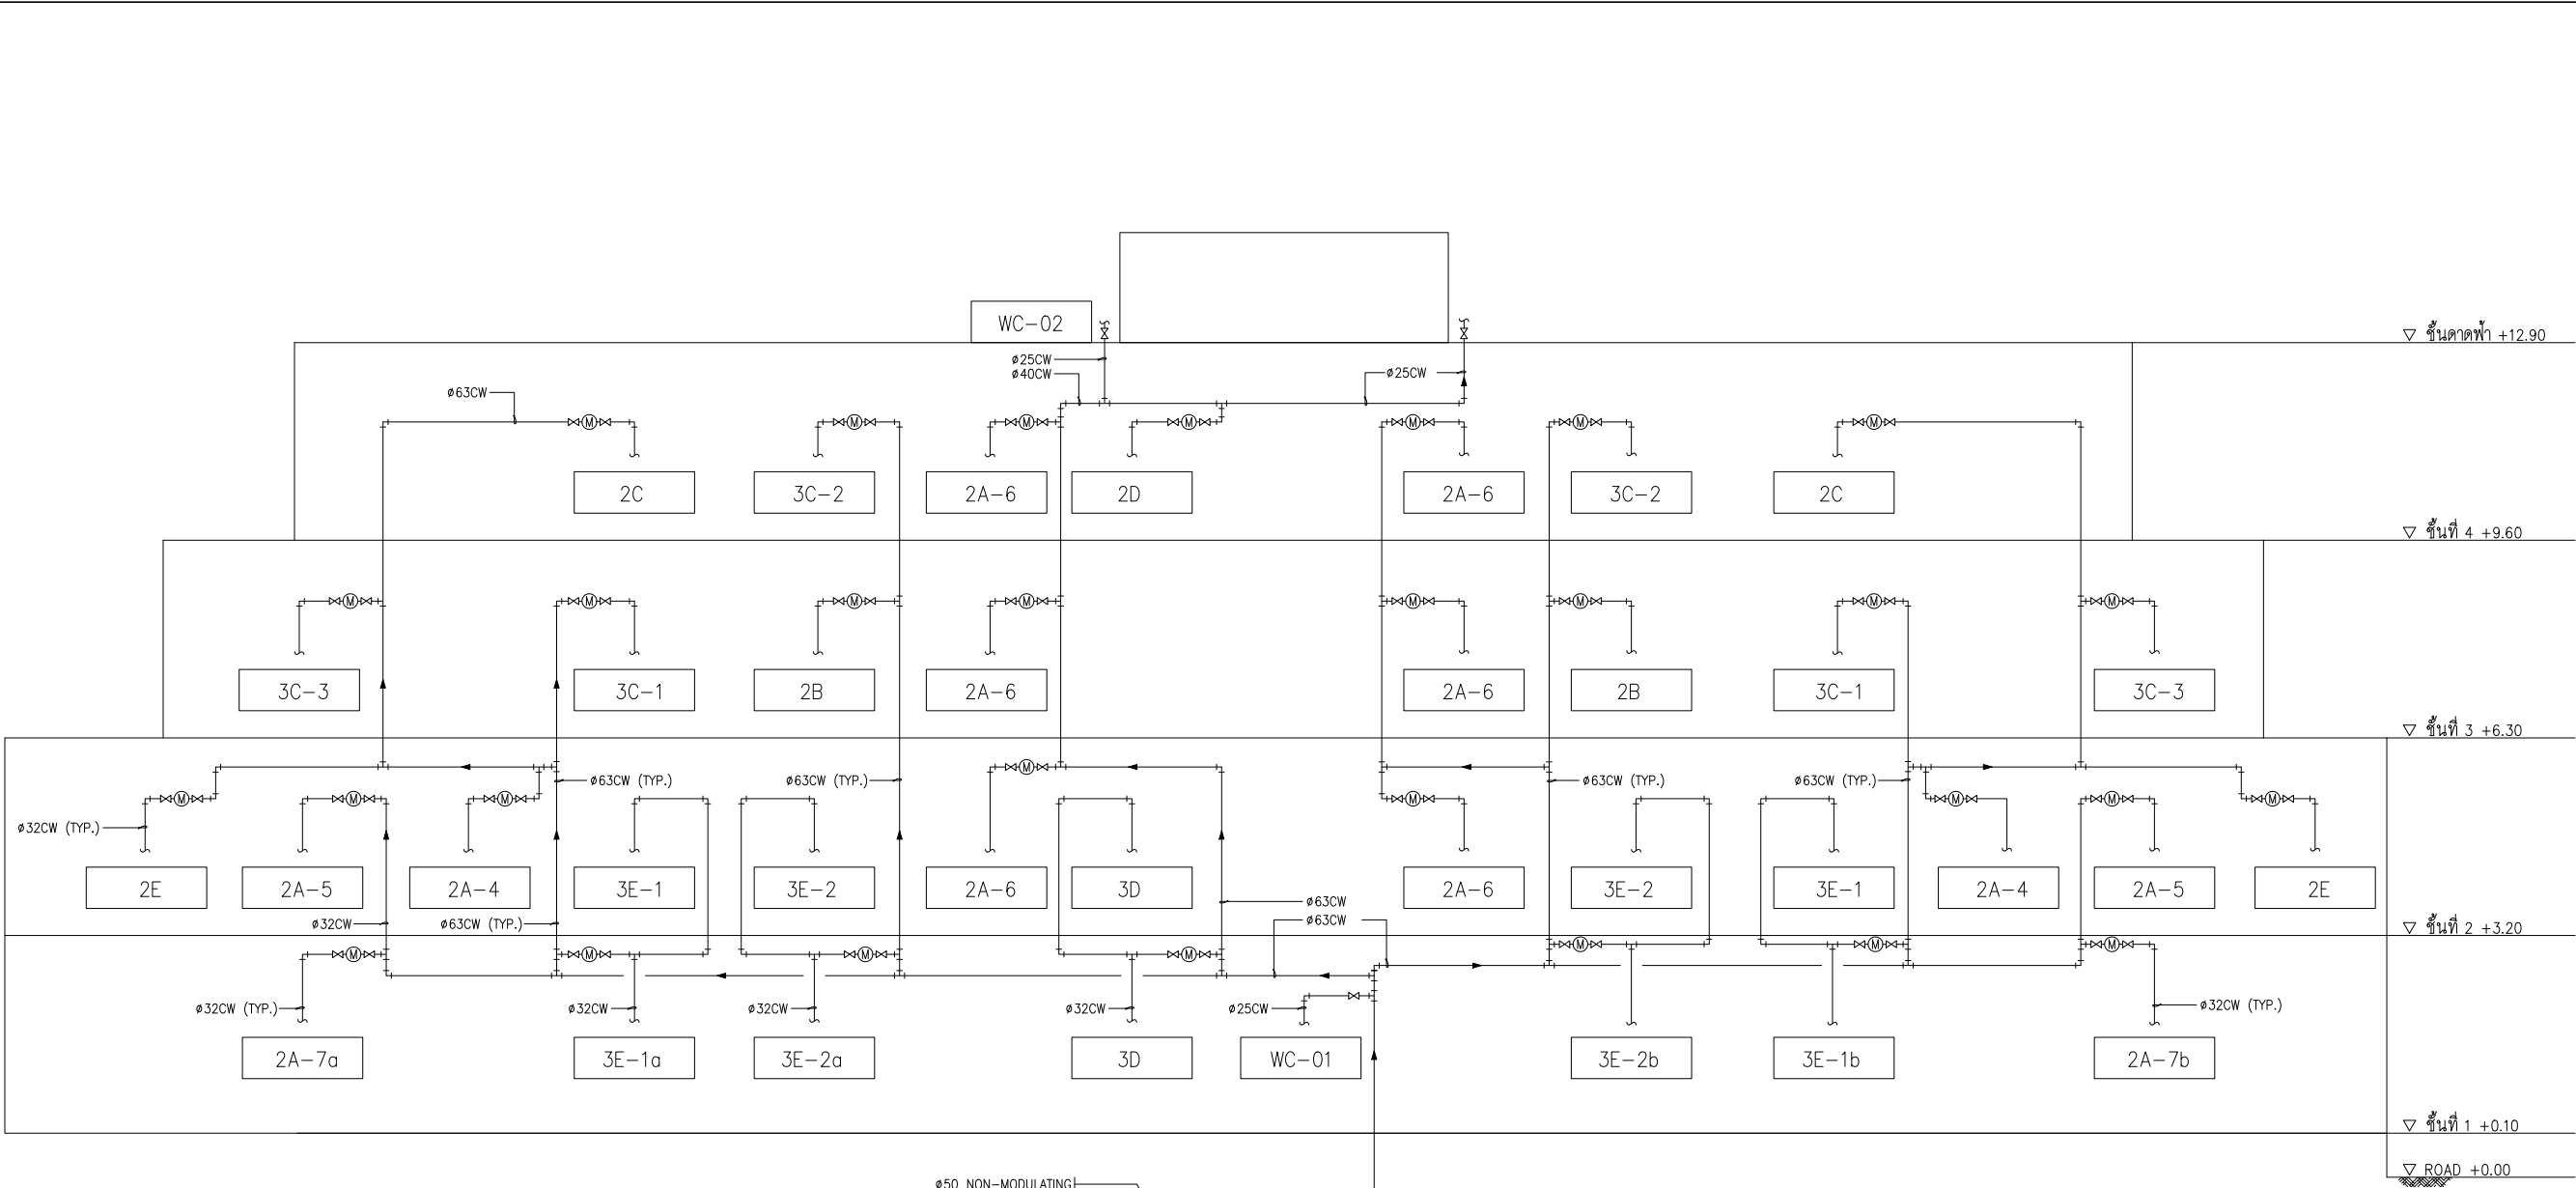 WC-02
▽ ชั้นดาดฟ้า +12.90
ø25CW
ø40CW
ø25CW
ø63CW
M M M M M M M
2C 3C-2 2A-6 2D 2A-6 3C-2 2C
▽ ชั้นที่ 4 +9.60
M M M M M M M M
3C-3 3C-1 2B 2A-6 2A-6 2B 3C-1 3C-3
▽ ชั้นที่ 3 +6.30
M
ø63CW (TYP.) ø63CW (TYP.) ø63CW (TYP.) ø63CW (TYP.)
M M M M M M M
ø32CW (TYP.)
2E 2A-5 2A-4 3E-1 3E-2 2A-6 3D 2A-6 3E-2 3E-1 2A-4 2A-5 2E
ø63CW
ø63CW
ø32CW ø63CW (TYP.)
▽ ชั้นที่ 2 +3.20
M M M M M M M
ø32CW (TYP.) ø32CW ø32CW ø32CW ø25CW ø32CW (TYP.)
2A-7a 3E-1a 3E-2a 3D WC-01 3E-2b 3E-1b 2A-7b
▽ ชั้นที่ 1 +0.10
▽ ROAD +0.00
ø50 NON-MODULATING